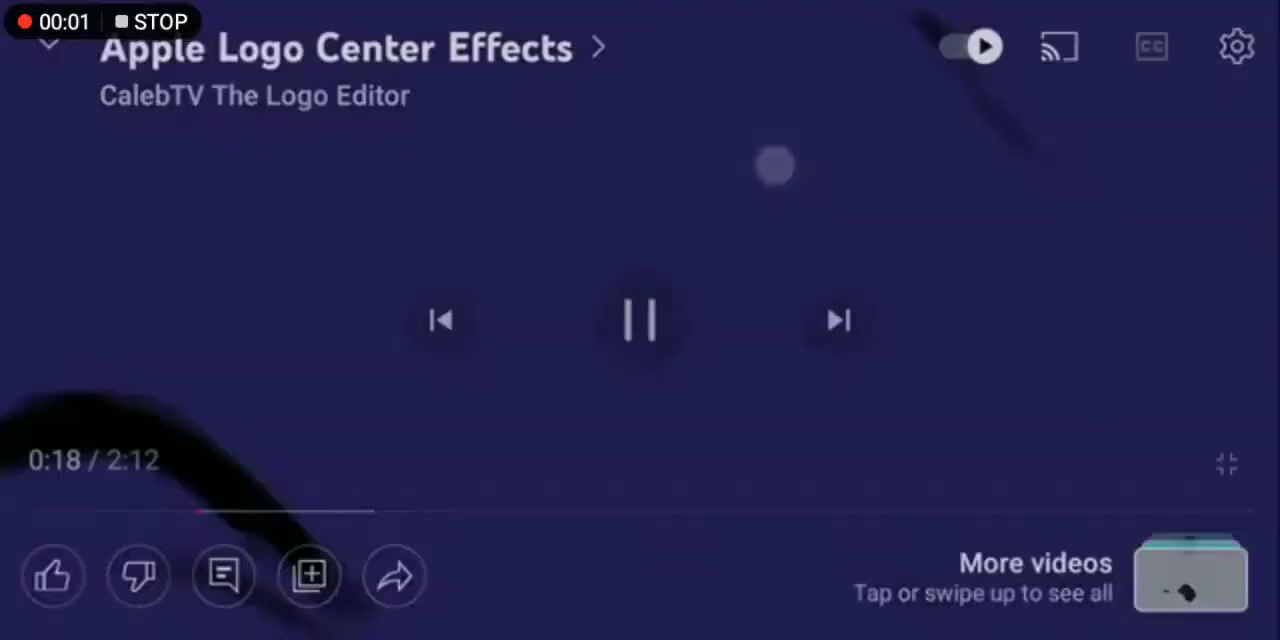 00:01 STOP
Apple Logo Center Effects
CalebTV The Logo Editor
CC
0:18 / 2:12
More videos
Tap or swipe up to see all